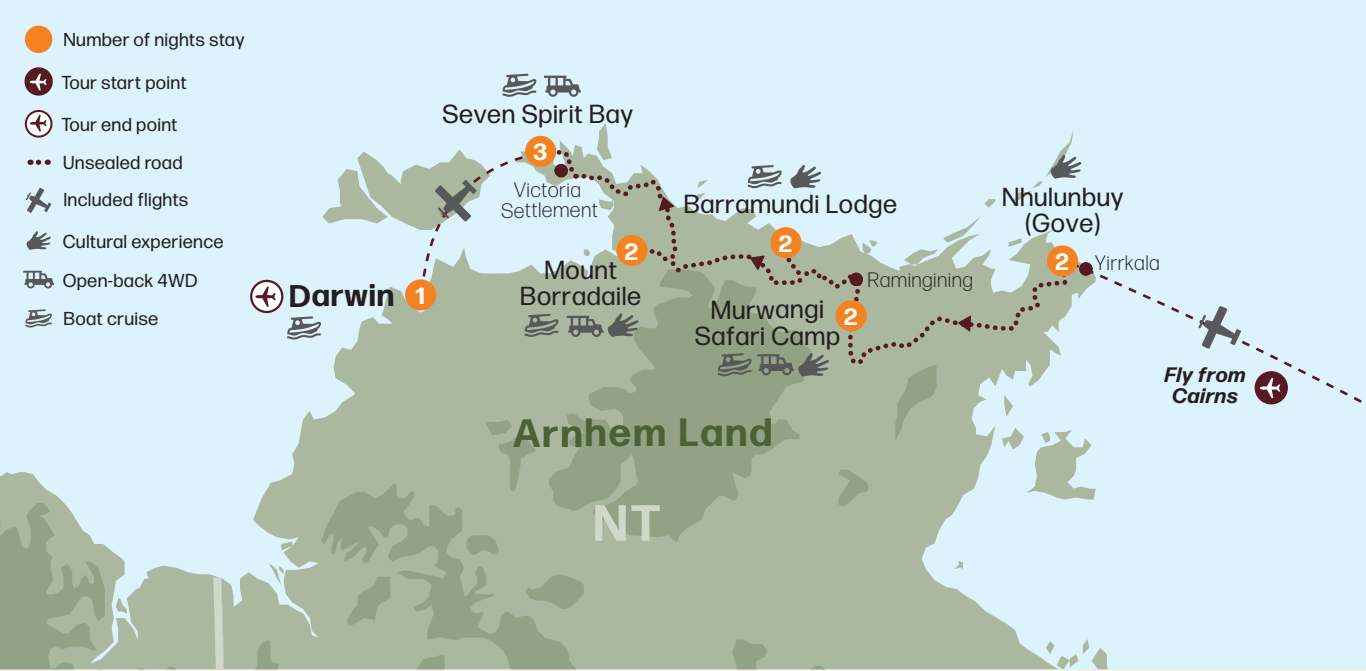 Number of nights stay
Tour start point
Tour end point
Unsealed road
Included flights
Cultural experience
Open-back 4WD
Boat cruise
Seven Spirit Bay
3
Victoria
Settlement
Darwin
1
2
Mount
Borradaile
Barramundi Lodge
2
Ramingining
Murwangi
Safari Camp
2
Nhulunbuy
(Gove)
2
Yirrkala
Fly from
Cairns
Arnhem Land
NT